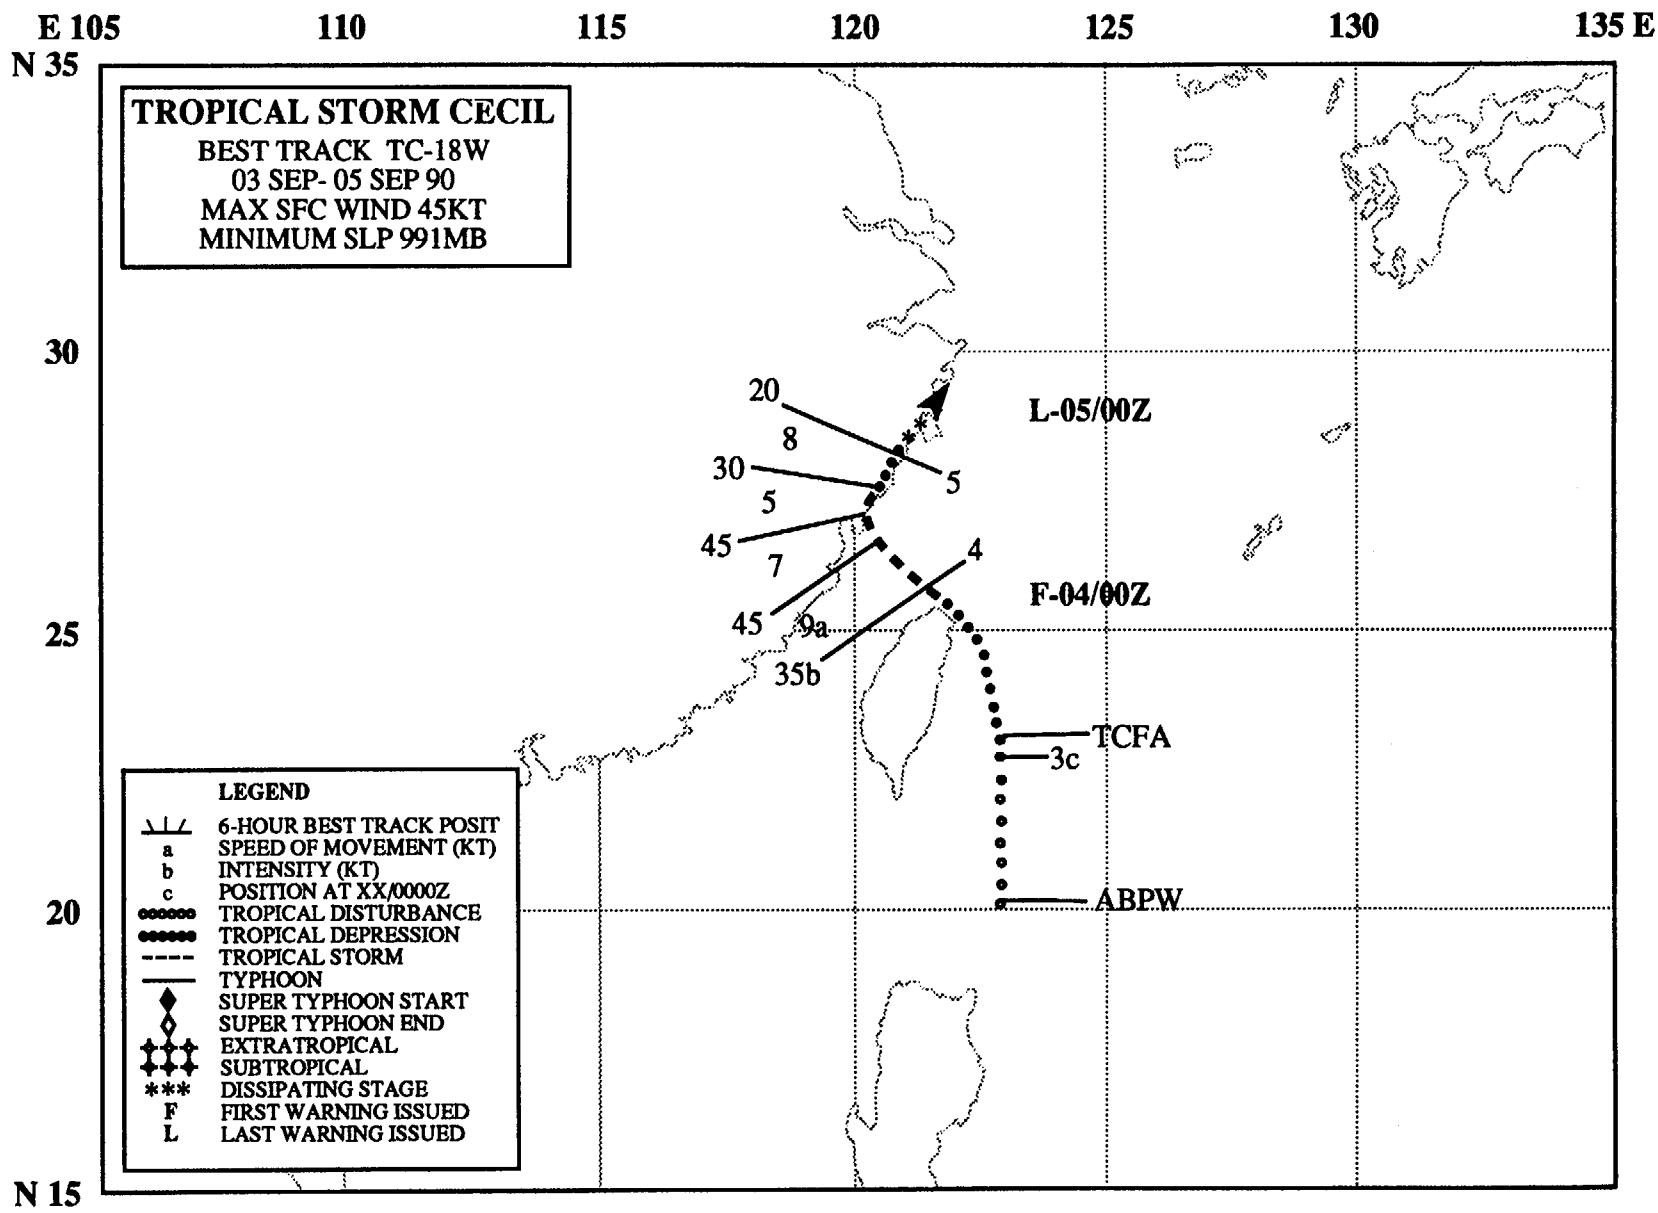 E 105 110 115 120 125 130 135 E
N 35
TROPICAL STORM CECIL
BEST TRACK TC-18W
03 SEP- 05 SEP 90
MAX SFC WIND 45KT
MINIMUM SLP 991MB
30
20
L-05/00Z
8
30
5
5
45
4
7
F-04/00Z
45
9a
25
35b
TCFA
3c
LEGEND
6-HOUR BEST TRACK POSIT
a SPEED OF MOVEMENT (KT)
b INTENSITY (KT)
c POSITION AT XX/0000Z
TROPICAL DISTURBANCE
TROPICAL DEPRESSION
TROPICAL STORM
TYPHOON
SUPER TYPHOON START
SUPER TYPHOON END
EXTRATROPICAL
SUBTROPICAL
*** DISSIPATING STAGE
F FIRST WARNING ISSUED
L LAST WARNING ISSUED
ABPW
20
N 15